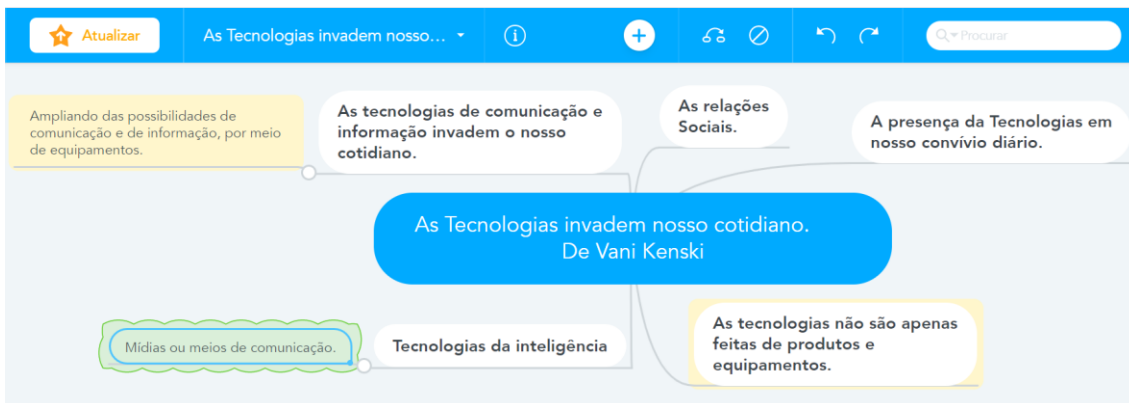 Atualizar
As Tecnologias invadem nosso...
Procurar
Ampliando das possibilidades de
comunicação e de informação, por meio
de equipamentos.
As tecnologias de comunicação e
informação invadem o nosso
cotidiano.
As relações
Sociais.
A presença da Tecnologias em
nosso convívio diário.
As Tecnologias invadem nosso cotidiano.
De Vani Kenski
Mídias ou meios de comunicação.
Tecnologias da inteligência
As tecnologias não são apenas
feitas de produtos e
equipamentos.